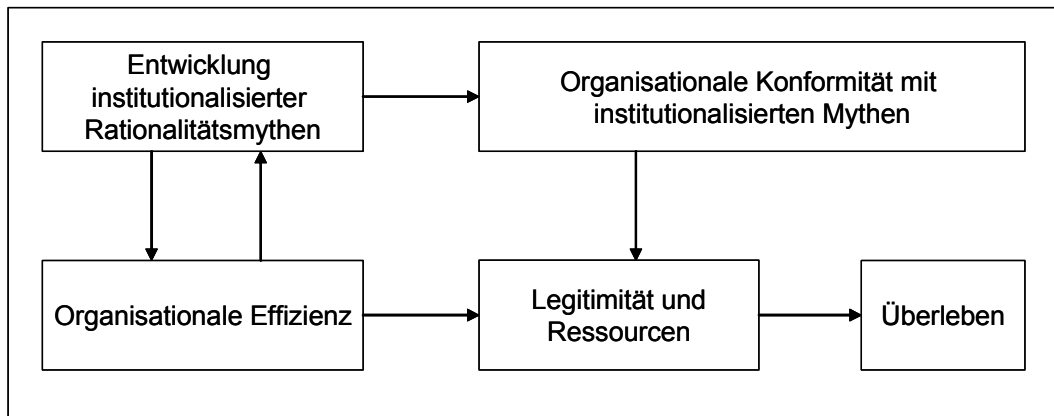 Entwicklung
institutionalisierter
Rationalitätsmythen
Organisationale Konformität mit
institutionalisierten Mythen
Organisationale Effizienz
Legitimität und
Ressourcen
Überleben